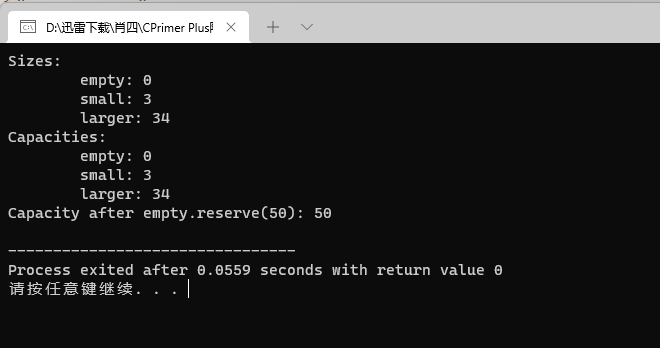 D:\迅雷下载\肖四\CPrimer Plus
Sizes:
empty: 0
small: 3
larger: 34
Capacities:
empty: 0
small: 3
larger: 34
Capacity after empty.reserve(50): 50
--------------------------------
Process exited after 0.0559 seconds with return value 0
请按任意键继续. . .